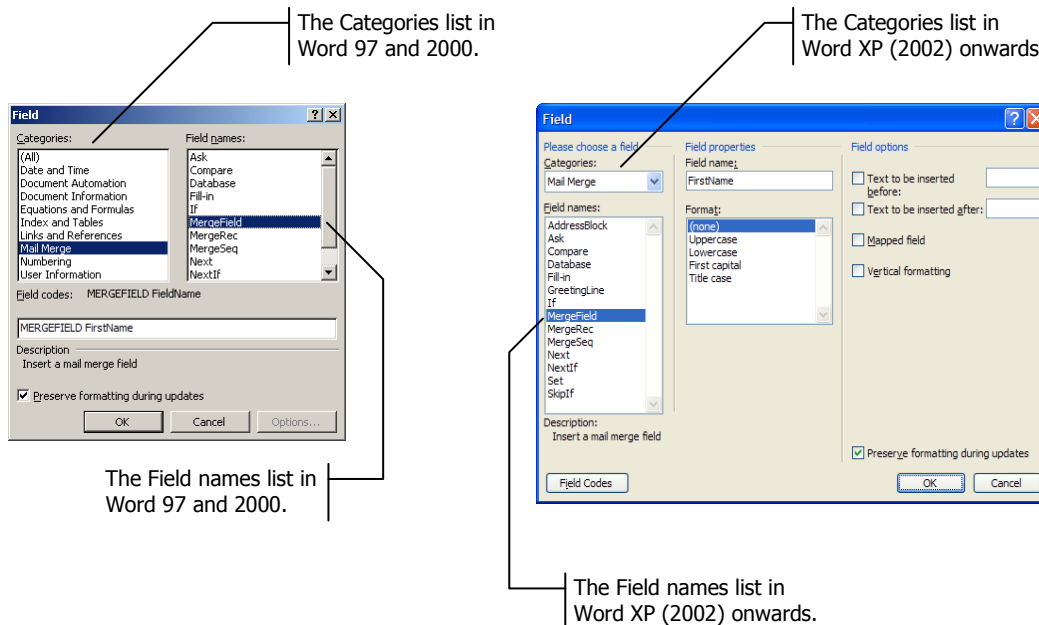 The Categories list in
Word 97 and 2000.
The Categories list in
Word XP (2002) onwards
Field
Categories:
Field names:
(All)
Date and Time
Document Automation
Document Information
Equations and Formulas
Index and Tables
Links and References
Mail Merge
Numbering
User Information
Ask
Compare
Database
Fill-in
If
MergeField
MergeRec
MergeSeq
Next
NextIf
Field codes: MERGEFIELD FieldName
MERGEFIELD FirstName
Description
Insert a mail merge field
Preserve formatting during updates
OK
Cancel
Options...
The Field names list in
Word 97 and 2000.
Field
Please choose a field
Categories:
Mail Merge
Field names:
AddressBlock
Ask
Compare
Database
Fill-in
GreetingLine
If
MergeField
MergeRec
MergeSeq
Next
NextIf
Set
SkipIf
Description:
Insert a mail merge field
Field Codes
Field properties
Field name:
FirstName
Format:
(none)
Uppercase
Lowercase
First capital
Title case
Field options
Text to be inserted
before:
Text to be inserted after:
Mapped field
Vertical formatting
Preserve formatting during updates
OK
Cancel
The Field names list in
Word XP (2002) onwards.